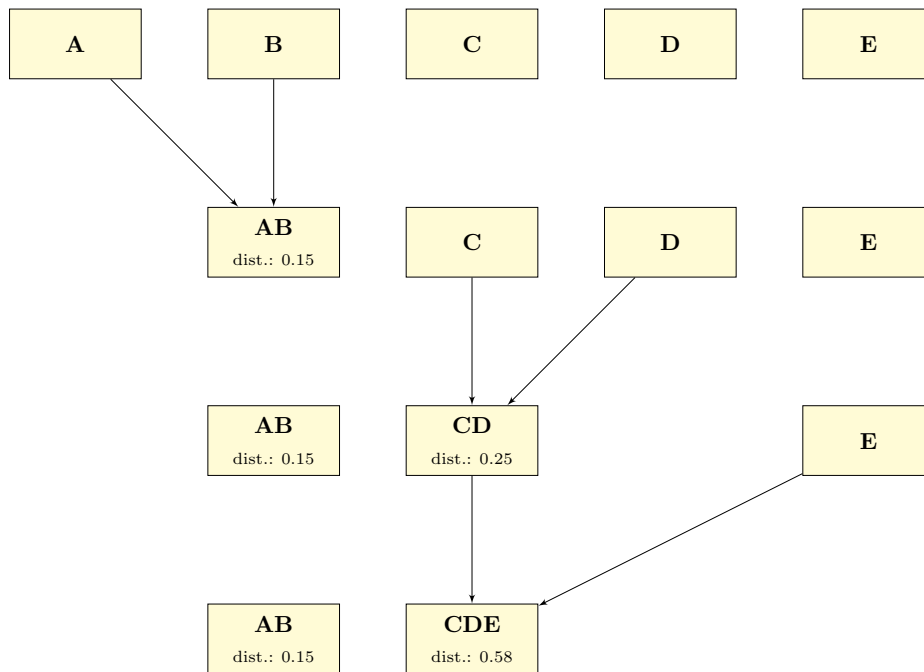 A
B
C
D
E
AB
dist.: 0.15
C
D
E
AB
dist.: 0.15
CD
dist.: 0.25
E
AB
dist.: 0.15
CDE
dist.: 0.58